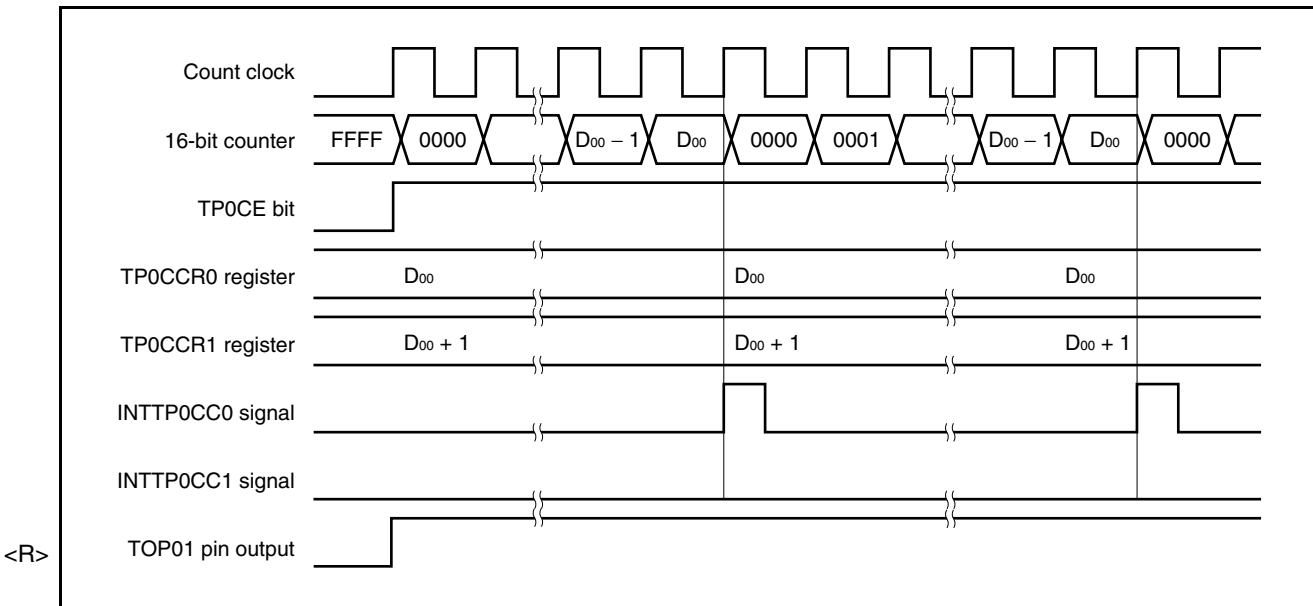 Count clock
16-bit counter FFFF 0000 D₀₀ − 1 D₀₀ 0000 0001 D₀₀ − 1 D₀₀ 0000
TP0CE bit
TP0CCR0 register D₀₀ D₀₀ D₀₀
TP0CCR1 register D₀₀ + 1 D₀₀ + 1 D₀₀ + 1
INTTP0CC0 signal
INTTP0CC1 signal
<R> TOP01 pin output